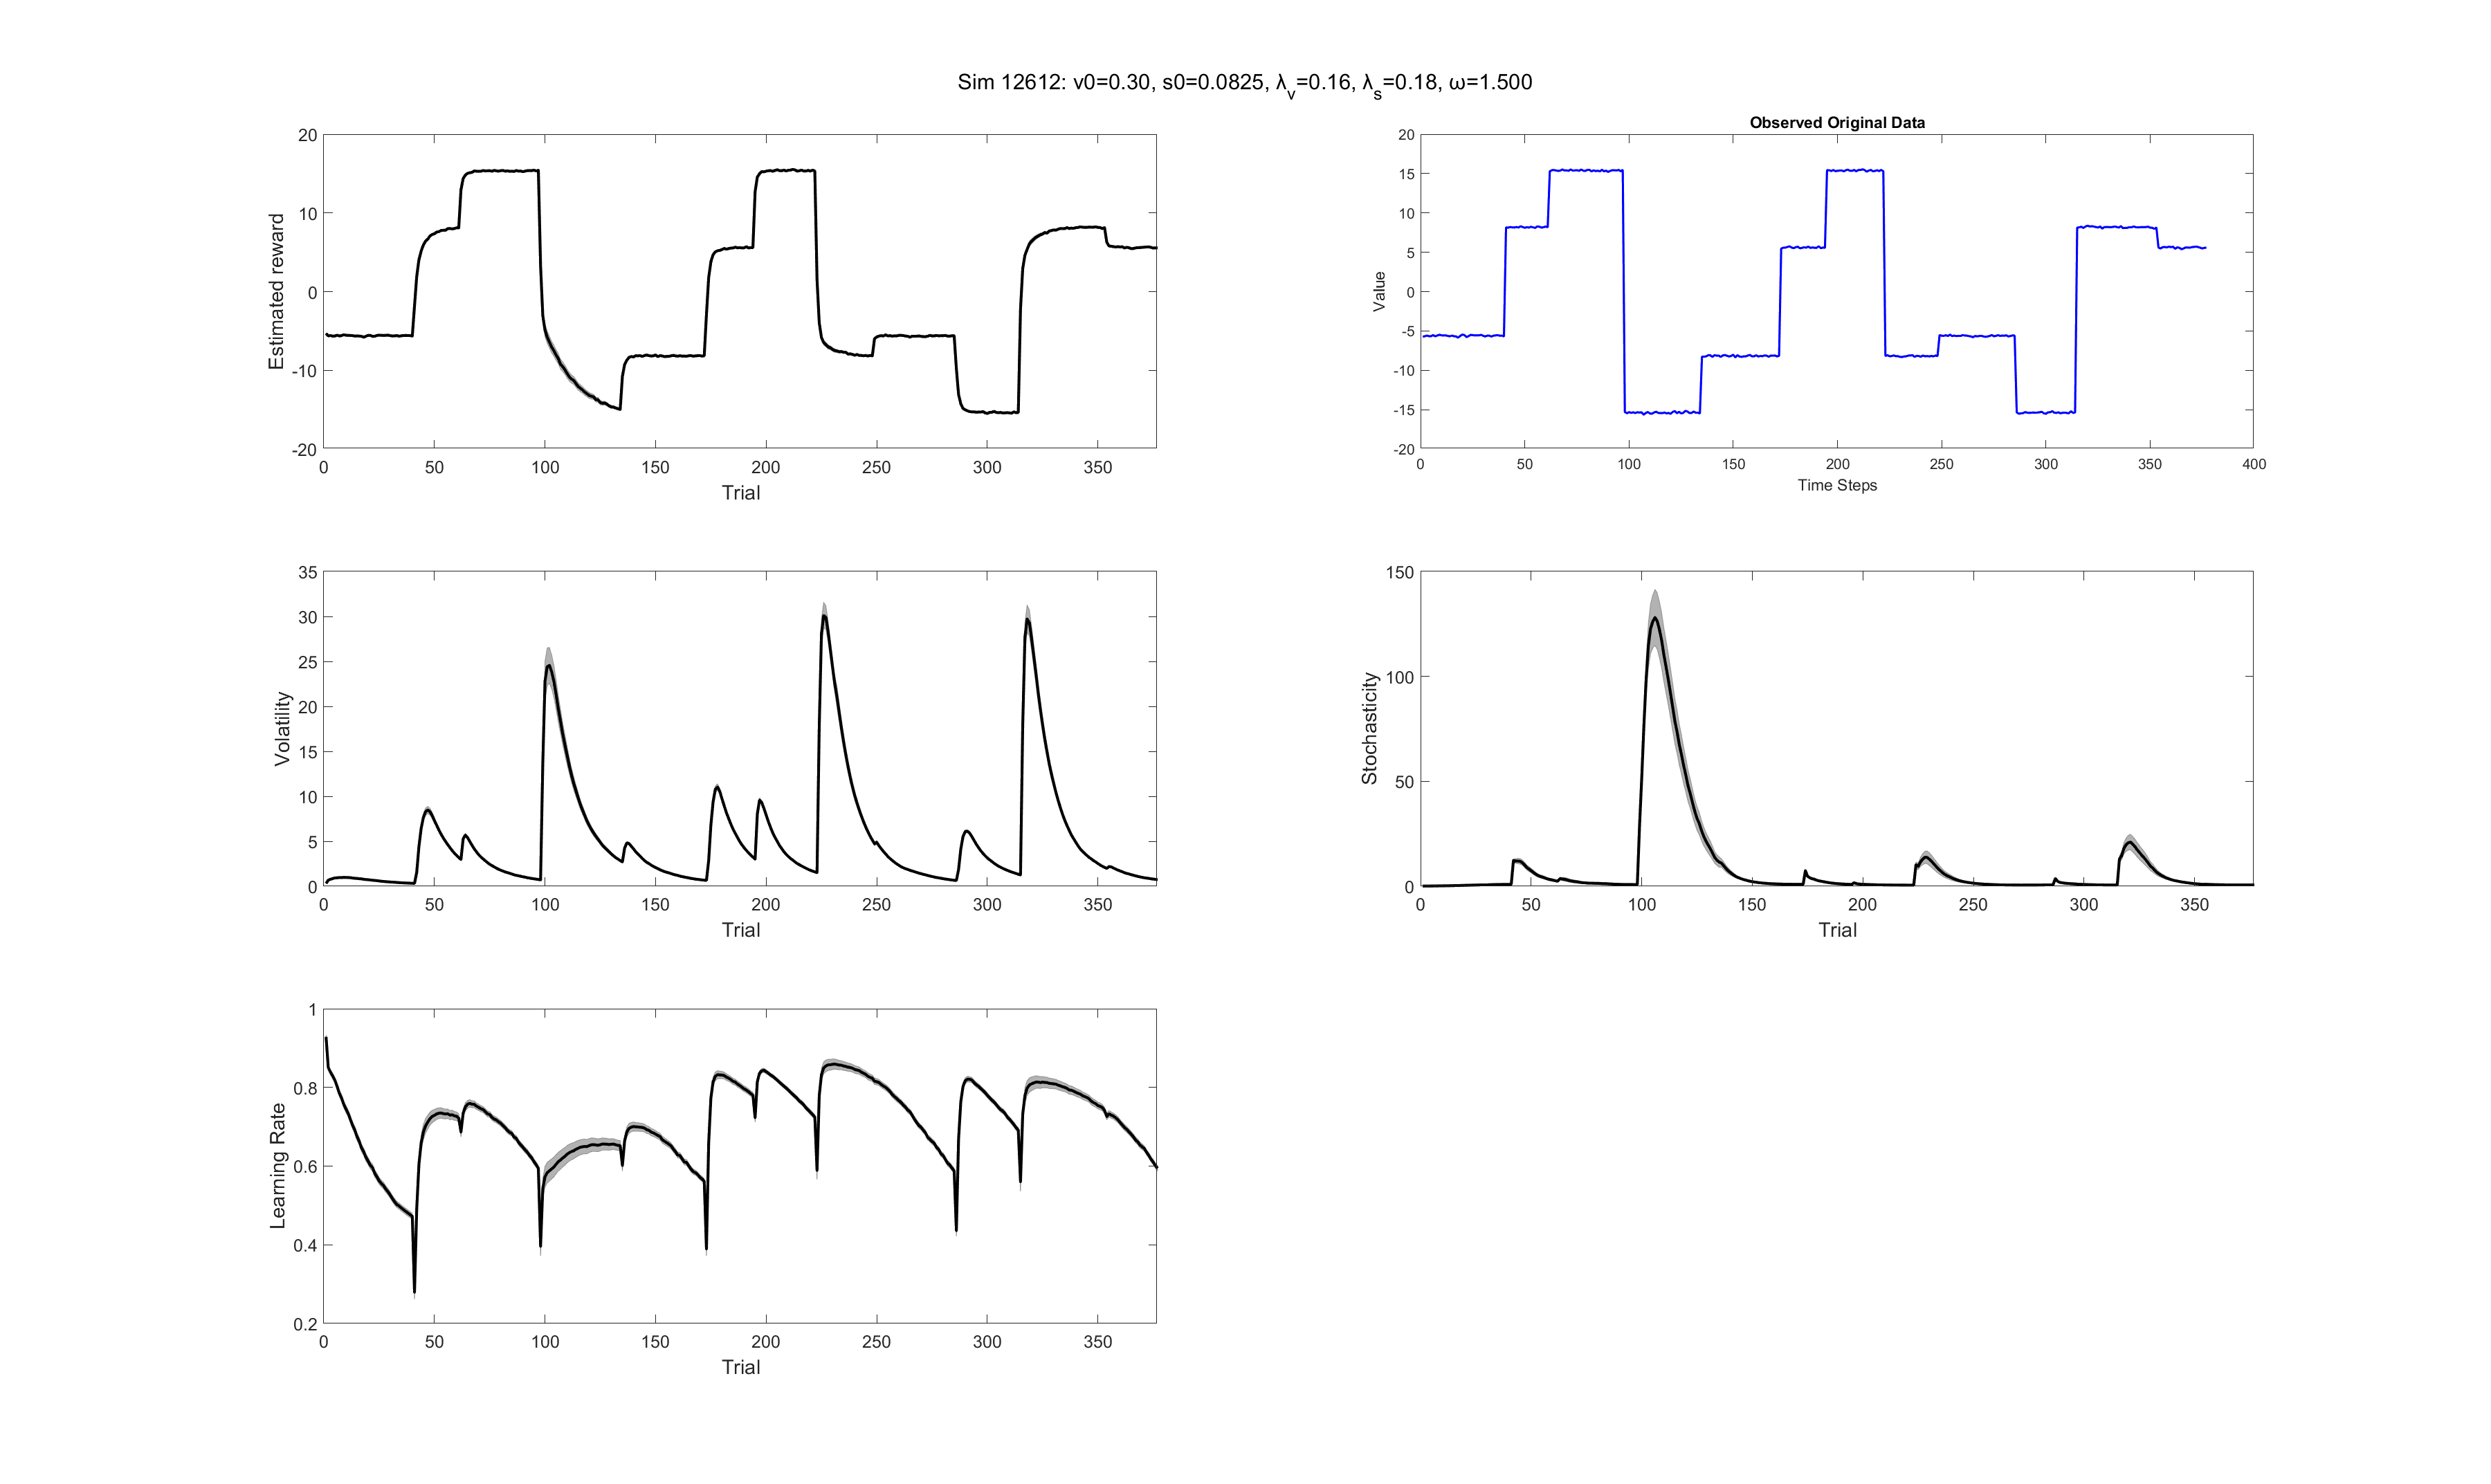 Sim 12612: v0=0.30, s0=0.0825, λv=0.16, λs=0.18, ω=1.500
20
10
0
-10
-20
Estimated reward
0 50 100 150 200 250 300 350
Trial
Observed Original Data
20
15
10
5
0
-5
-10
-15
-20
Value
0 50 100 150 200 250 300 350 400
Time Steps
35
30
25
20
15
10
5
0
Volatility
0 50 100 150 200 250 300 350
Trial
150
100
50
0
Stochasticity
0 50 100 150 200 250 300 350
Trial
1
0.8
0.6
0.4
0.2
Learning Rate
0 50 100 150 200 250 300 350
Trial